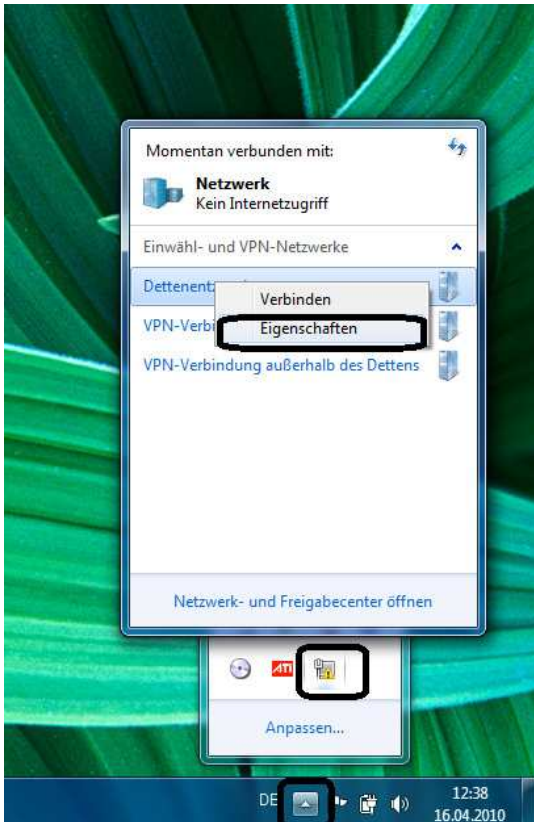 Momentan verbunden mit:
Netzwerk
Kein Internetzugriff
Einwähl- und VPN-Netzwerke
Verbinden
Eigenschaften
VPN-Verbindung außerhalb des Dettens
Netzwerk- und Freigabecenter öffnen
ATI
Anpassen...
DE
12:38
16.04.2010